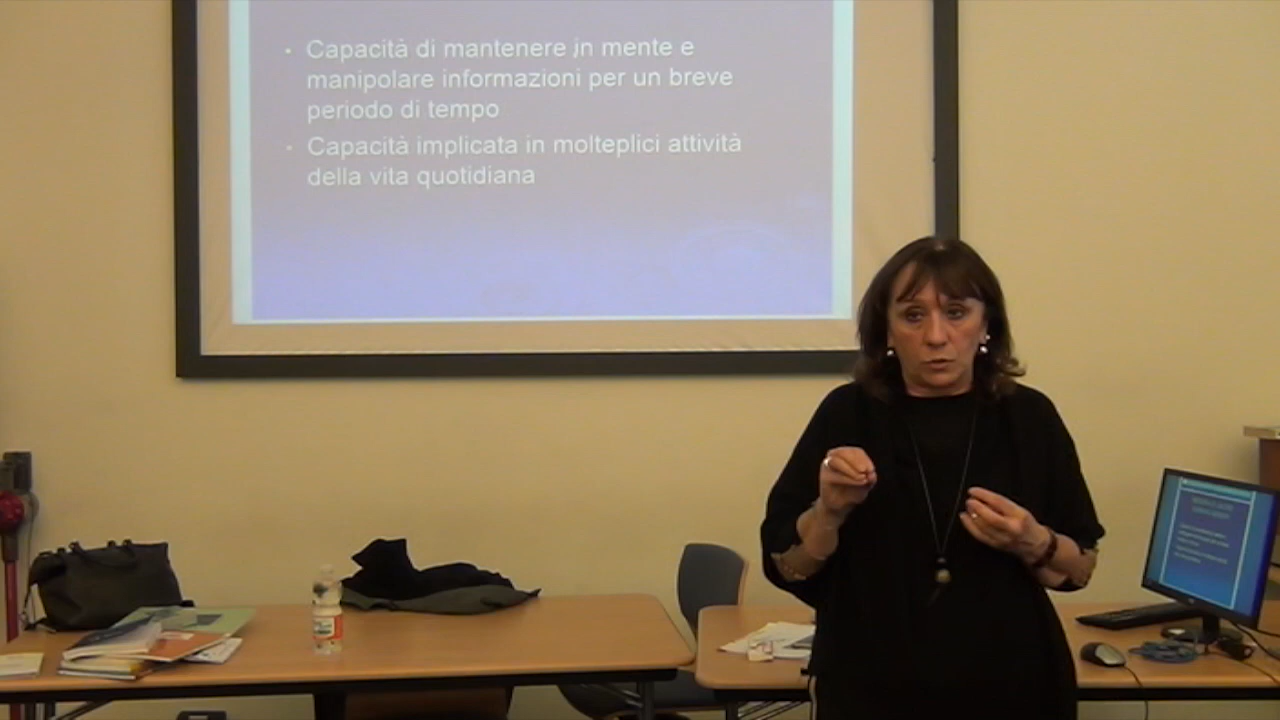 Capacità di mantenere in mente e
manipolare informazioni per un breve
periodo di tempo
Capacità implicata in molteplici attività
della vita quotidiana